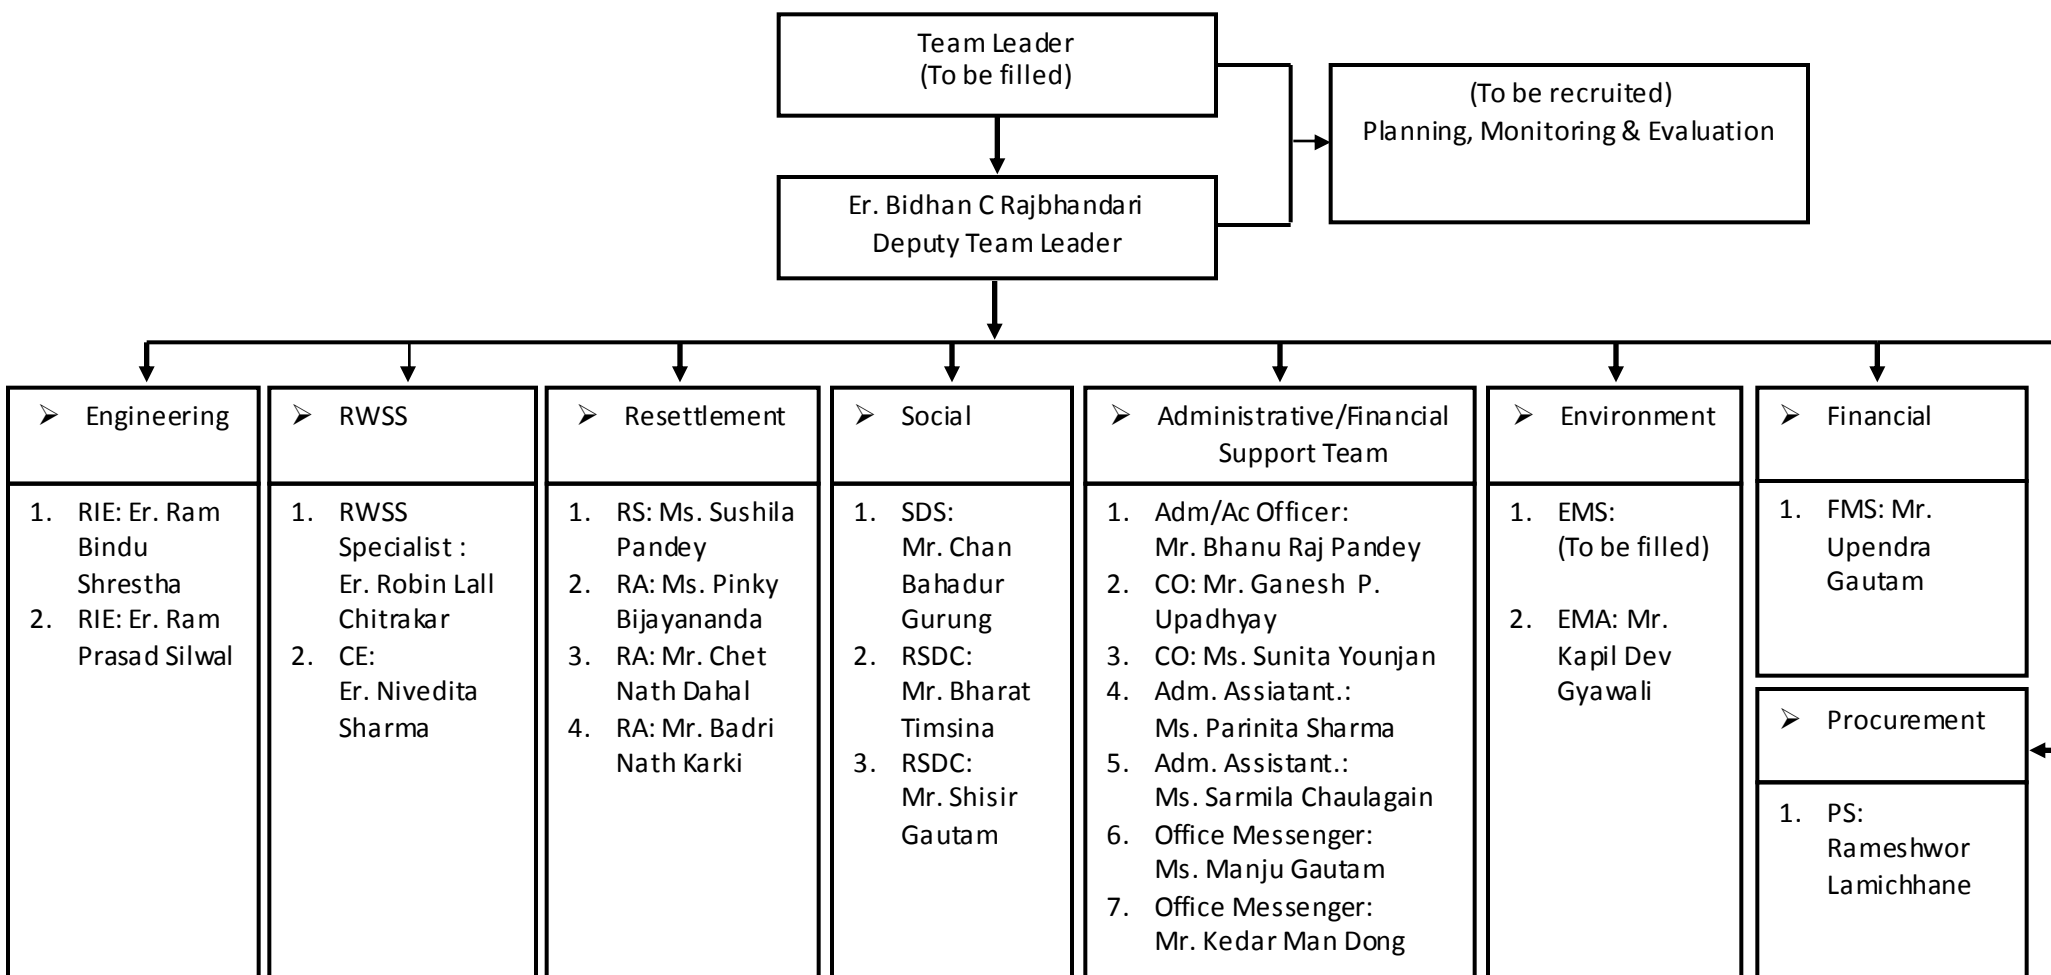 Team Leader
(To be filled)
(To be recruited)
Planning, Monitoring & Evaluation
Er. Bidhan C Rajbhandari
Deputy Team Leader
➢ Engineering
1. RIE: Er. Ram
Bindu
Shrestha
2. RIE: Er. Ram
Prasad Silwal
➢ RWSS
1. RWSS
Specialist :
Er. Robin Lall
Chitrakar
2. CE:
Er. Nivedita
Sharma
➢ Resettlement
1. RS: Ms. Sushila
Pandey
2. RA: Ms. Pinky
Bijayananda
3. RA: Mr. Chet
Nath Dahal
4. RA: Mr. Badri
Nath Karki
➢ Social
1. SDS:
Mr. Chan
Bahadur
Gurung
2. RSDC:
Mr. Bharat
Timsina
3. RSDC:
Mr. Shisir
Gautam
➢ Administrative/Financial
Support Team
1. Adm/Ac Officer:
Mr. Bhanu Raj Pandey
2. CO: Mr. Ganesh P.
Upadhyay
3. CO: Ms. Sunita Younjan
4. Adm. Assiatant.:
Ms. Parinita Sharma
5. Adm. Assistant.:
Ms. Sarmila Chaulagain
6. Office Messenger:
Ms. Manju Gautam
7. Office Messenger:
Mr. Kedar Man Dong
➢ Environment
1. EMS:
(To be filled)
2. EMA: Mr.
Kapil Dev
Gyawali
➢ Financial
1. FMS: Mr.
Upendra
Gautam
➢ Procurement
1. PS:
Rameshwor
Lamichhane